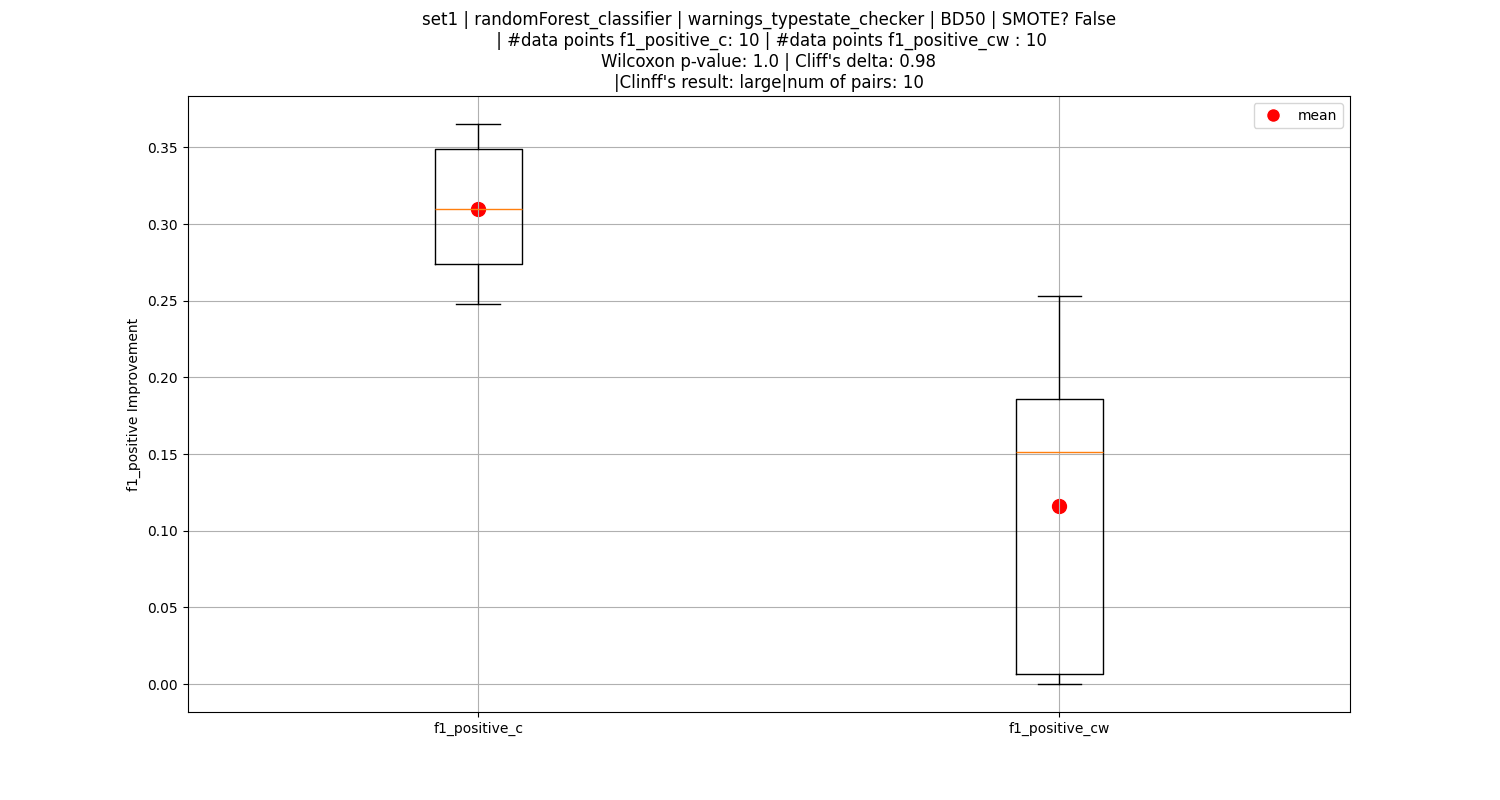 set1 | randomForest_classifier | warnings_typestate_checker | BD50 | SMOTE? False
| #data points f1_positive_c: 10 | #data points f1_positive_cw : 10
Wilcoxon p-value: 1.0 | Cliff's delta: 0.98
|Clinff's result: large|num of pairs: 10
mean
0.35
0.30
0.25
0.20
0.15
0.10
0.05
0.00
f1_positive Improvement
f1_positive_c
f1_positive_cw